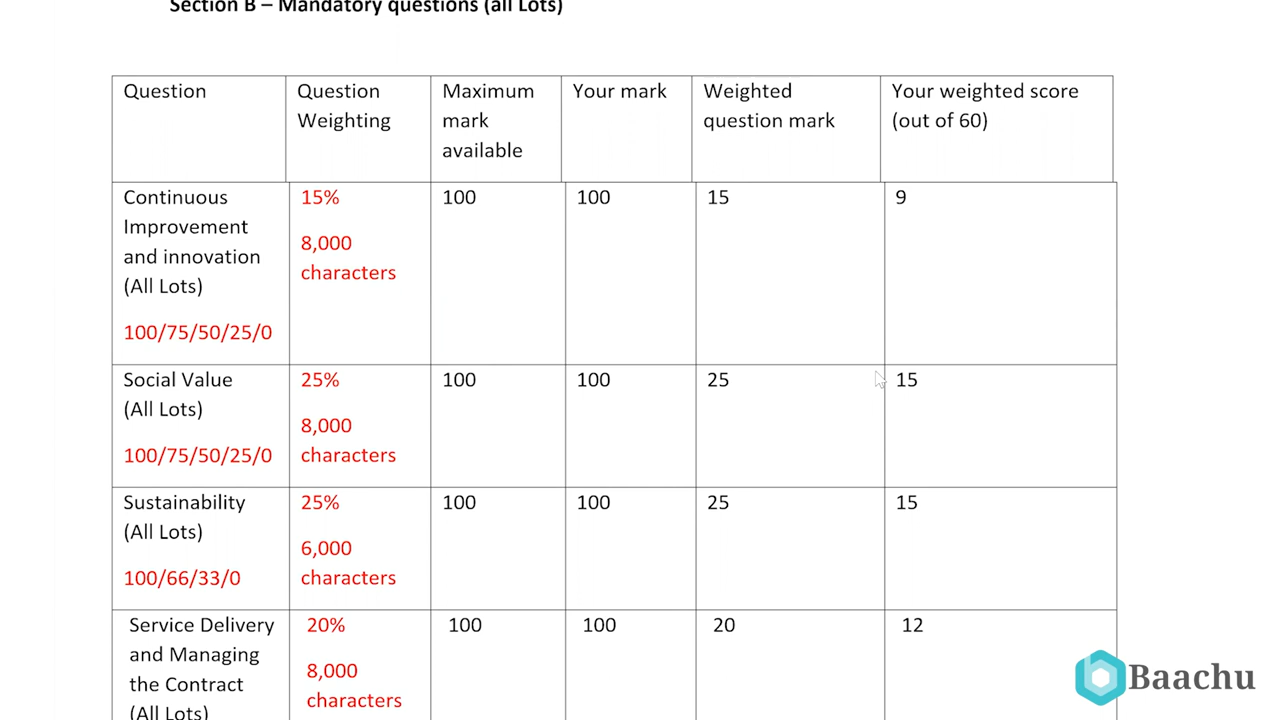 Section B – Mandatory questions (all Lots)
Question
Question
Weighting
Maximum
mark
available
Your mark
Weighted
question mark
Your weighted score
(out of 60)
Continuous
Improvement
and innovation
(All Lots)
100/75/50/25/0
15%
8,000
characters
100
100
15
9
Social Value
(All Lots)
100/75/50/25/0
25%
8,000
characters
100
100
25
15
Sustainability
(All Lots)
100/66/33/0
25%
6,000
characters
100
100
25
15
Service Delivery
and Managing
the Contract
(All Lots)
20%
8,000
characters
100
100
20
12
Baachu